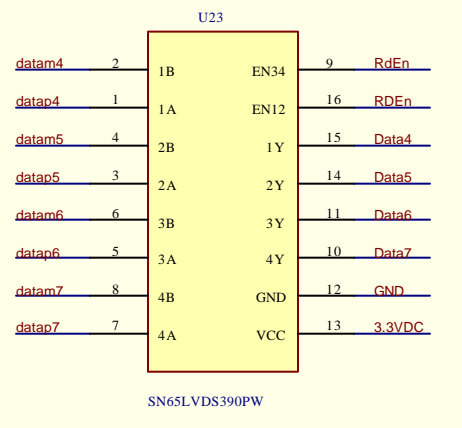 U23
datam4 2 1B EN34 9 RdEn
datap4 1 1A EN12 16 RDEn
datam5 4 2B 1Y 15 Data4
datap5 3 2A 2Y 14 Data5
datam6 6 3B 3Y 11 Data6
datap6 5 3A 4Y 10 Data7
datam7 8 4B GND 12 GND
datap7 7 4A VCC 13 3.3VDC
SN65LVDS390PW